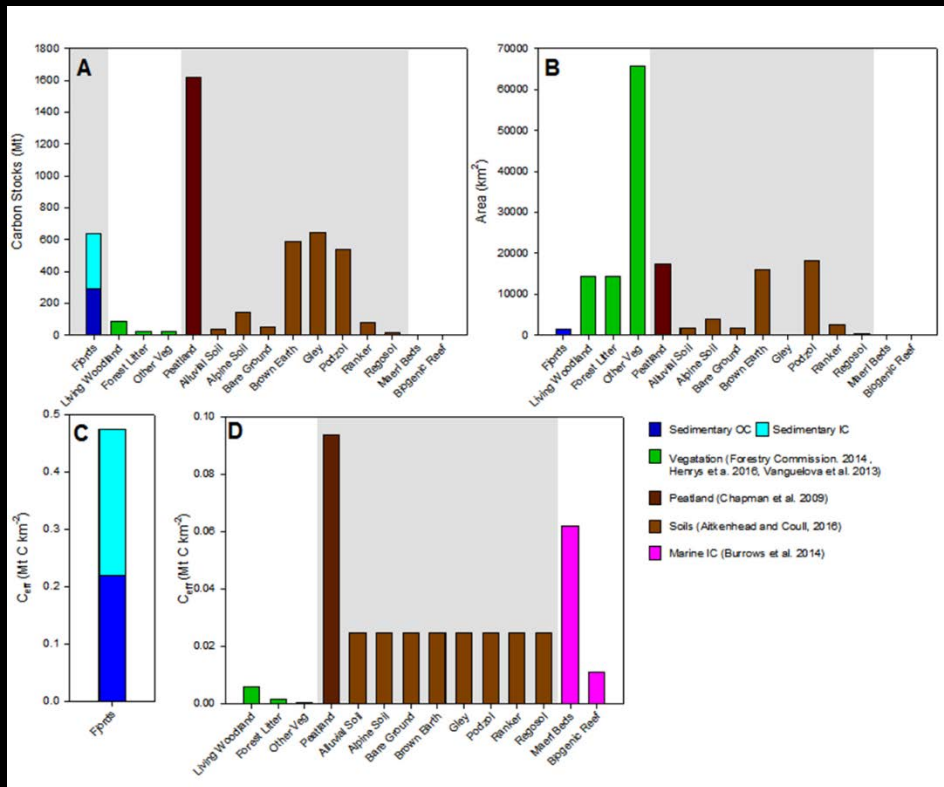 A
B
Carbon Stocks (Mt)
1800
1600
1400
1200
1000
800
600
400
200
0
Fjords
Living Woodland
Forest Litter
Other Veg
Peatland
Alluvial Soil
Alpine Soil
Bare Ground
Brown Earth
Gley
Podzol
Ranker
Regosol
Maerl Beds
Biogenic Reef
Area (km²)
70000
60000
50000
40000
30000
20000
10000
0
Fjords
Living Woodland
Forest Litter
Other Veg
Peatland
Alluvial Soil
Alpine Soil
Bare Ground
Brown Earth
Gley
Podzol
Ranker
Regosol
Maerl Beds
Biogenic Reef
C
C eff (Mt C km⁻²)
0.5
0.4
0.3
0.2
0.1
0.0
Fjords
D
C eff (Mt C km⁻²)
0.10
0.08
0.06
0.04
0.02
0.00
Living Woodland
Forest Litter
Other Veg
Peatland
Alluvial Soil
Alpine Soil
Bare Ground
Brown Earth
Gley
Podzol
Ranker
Regosol
Maerl Beds
Biogenic Reef
Sedimentary OC Sedimentary IC
Vegatation (Forestry Commission. 2014 ,
Henrys et a. 2016, Vanguelova et al. 2013)
Peatland (Chapman et al. 2009)
Soils (Aitkenhead and Coull, 2016)
Marine IC (Burrows et al. 2014)